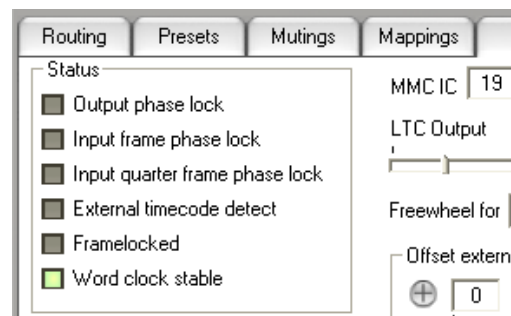 Routing Presets Mutings Mappings
Status
Output phase lock
Input frame phase lock
Input quarter frame phase lock
External timecode detect
Framelocked
Word clock stable
MMC IC 19
LTC Output
Freewheel for
Offset extern
0